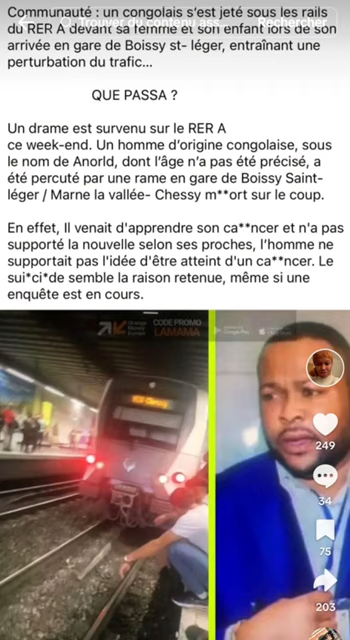 Communauté : un congolais s'est jeté sous les rails
du RER A devant sa femme et son enfant lors de son
arrivée en gare de Boissy st- léger, entraînant une
perturbation du trafic...
QUE PASSA ?
Un drame est survenu sur le RER A
ce week-end. Un homme d'origine congolaise, sous
le nom de Anorld, dont l'âge n'a pas été précisé, a
été percuté par une rame en gare de Boissy Saint-
léger / Marne la vallée- Chessy m**ort sur le coup.
En effet, Il venait d'apprendre son ca**ncer et n'a pas
supporté la nouvelle selon ses proches, l'homme ne
supportait pas l'idée d'être atteint d'un ca**ncer. Le
sui*ci*de semble la raison retenue, même si une
enquête est en cours.
CODE PROMO
LAMAMA
249
34
75
203